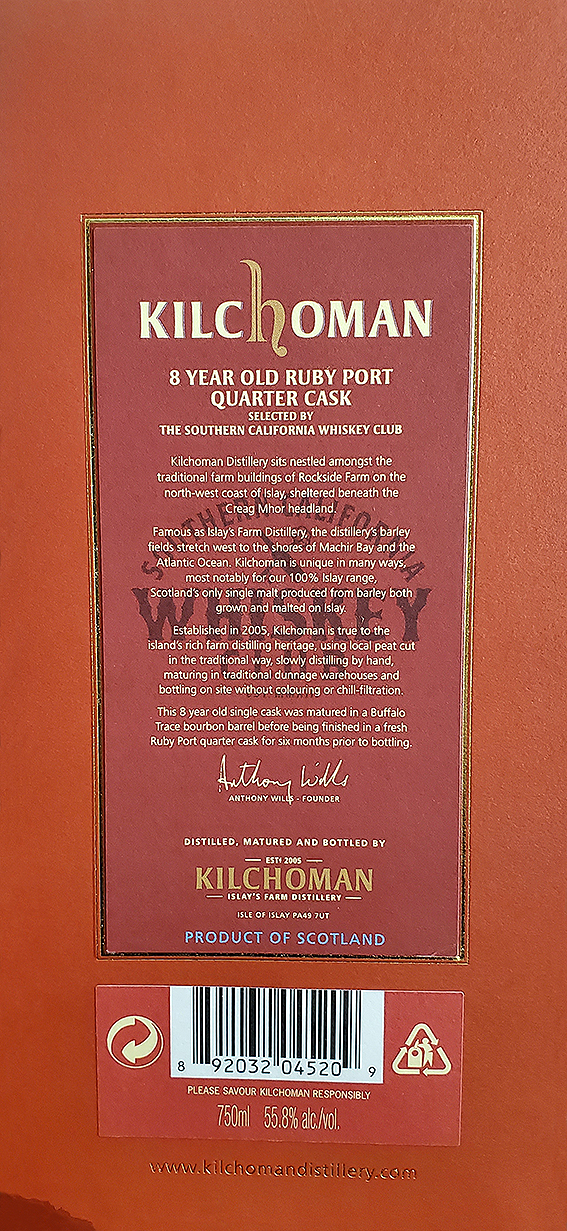 KILCHOMAN
8 YEAR OLD RUBY PORT
QUARTER CASK
SELECTED BY
THE SOUTHERN CALIFORNIA WHISKEY CLUB
Kilchoman Distillery sits nestled amongst the
traditional farm buildings of Rockside Farm on the
north-west coast of Islay, sheltered beneath the
Creag Mhor headland.
Famous as Islay's Farm Distillery, the distillery's barley
fields stretch west to the shores of Machir Bay and the
Atlantic Ocean. Kilchoman is unique in many ways,
most notably for our 100% Islay range,
Scotland's only single malt produced from barley both
grown and malted on Islay.
Established in 2005, Kilchoman is true to the
island's rich farm distilling heritage, using local peat cut
in the traditional way, slowly distilling by hand,
maturing in traditional dunnage warehouses and
bottling on site without colouring or chill-filtration.
This 8 year old single cask was matured in a Buffalo
Trace bourbon barrel before being finished in a fresh
Ruby Port quarter cask for six months prior to bottling.
SOUTHERN CALIFORNIA
WHISKEY
Anthony Wills
ANTHONY WILLS - FOUNDER
DISTILLED, MATURED AND BOTTLED BY
ESTD 2005
KILCHOMAN
ISLAY'S FARM DISTILLERY
ISLE OF ISLAY PA49 7UT
PRODUCT OF SCOTLAND
8 92032 04520 9
PLEASE SAVOUR KILCHOMAN RESPONSIBLY
750ml 55.8% alc./vol.
www.kilchomandistillery.com